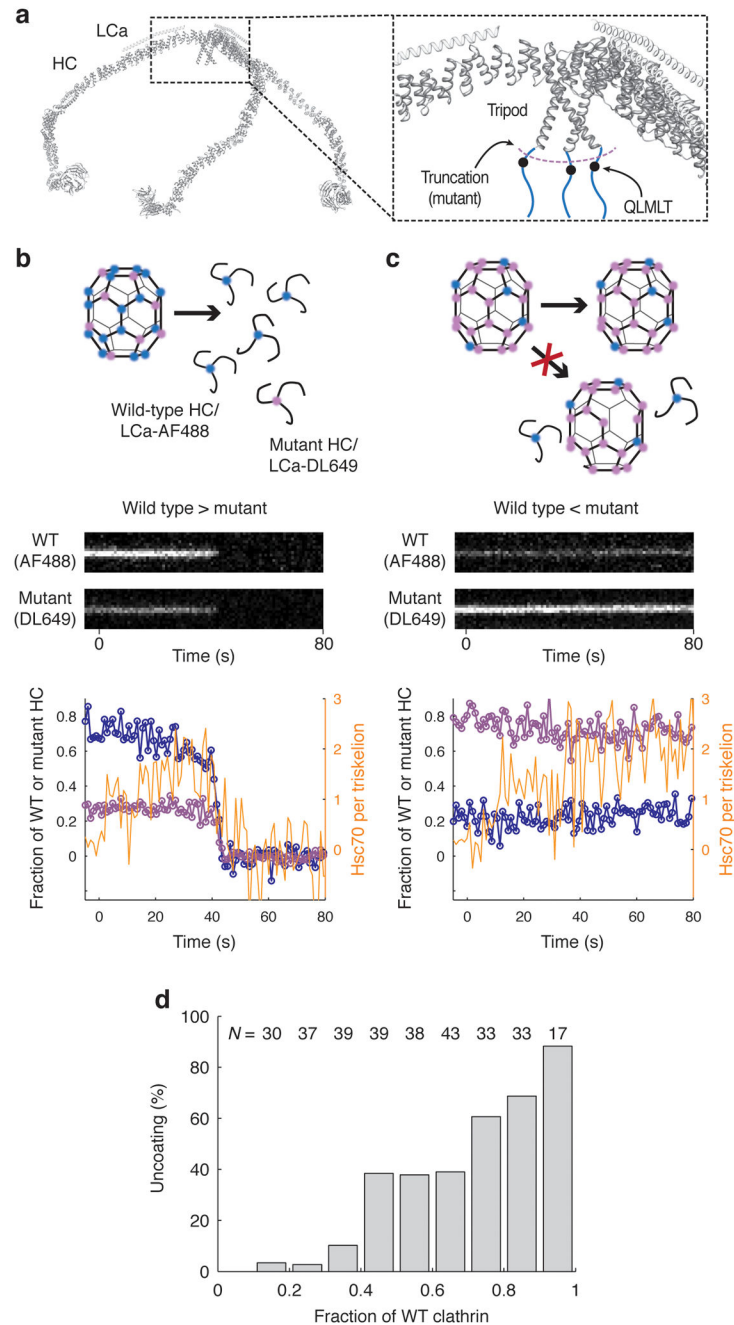 a
LCa
HC
Tripod
Truncation
(mutant)
QLMLT
b
Wild-type HC/
LCa-AF488
Mutant HC/
LCa-DL649
c
Wild type > mutant
WT
(AF488)
Mutant
(DL649)
0
80
Time (s)
Wild type < mutant
WT
(AF488)
Mutant
(DL649)
0
80
Time (s)
Fraction of WT or mutant HC
0.8
0.6
0.4
0.2
0
3
2
1
0
Hsc70 per triskelion
0 20 40 60 80
Time (s)
Fraction of WT or mutant HC
0.8
0.6
0.4
0.2
0
3
2
1
0
Hsc70 per triskelion
0 20 40 60 80
Time (s)
d
N = 30 37 39 39 38 43 33 33 17
Uncoating (%)
100
80
60
40
20
0
0 0.2 0.4 0.6 0.8 1
Fraction of WT clathrin